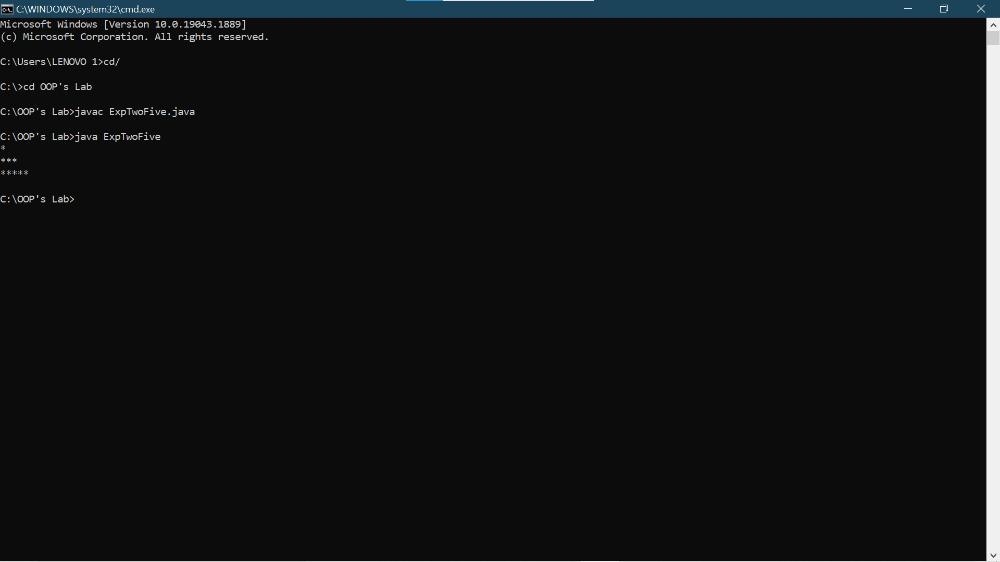 C:\WINDOWS\system32\cmd.exe
Microsoft Windows [Version 10.0.19043.1889]
(c) Microsoft Corporation. All rights reserved.
C:\Users\LENOVO 1>cd/
C:\>cd OOP's Lab
C:\OOP's Lab>javac ExpTwoFive.java
C:\OOP's Lab>java ExpTwoFive
*
***
*****
C:\OOP's Lab>